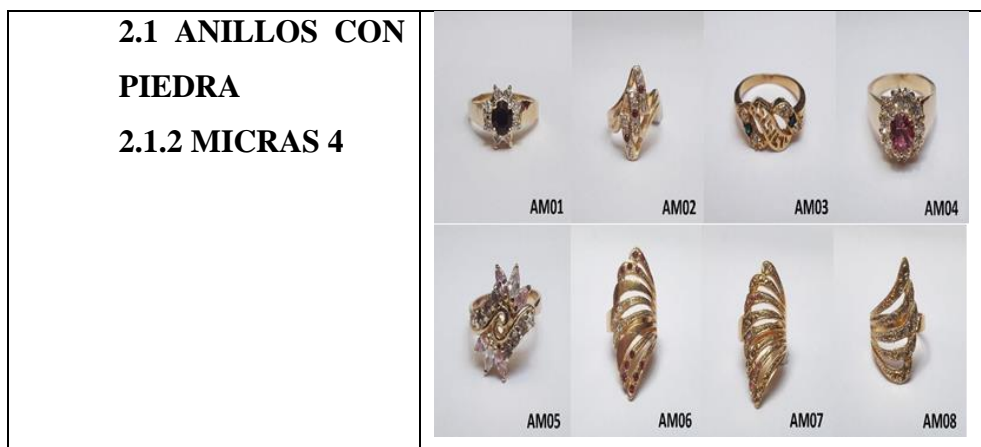 2.1 ANILLOS CON
PIEDRA
2.1.2 MICRAS 4
AM01 AM02 AM03 AM04
AM05 AM06 AM07 AM08